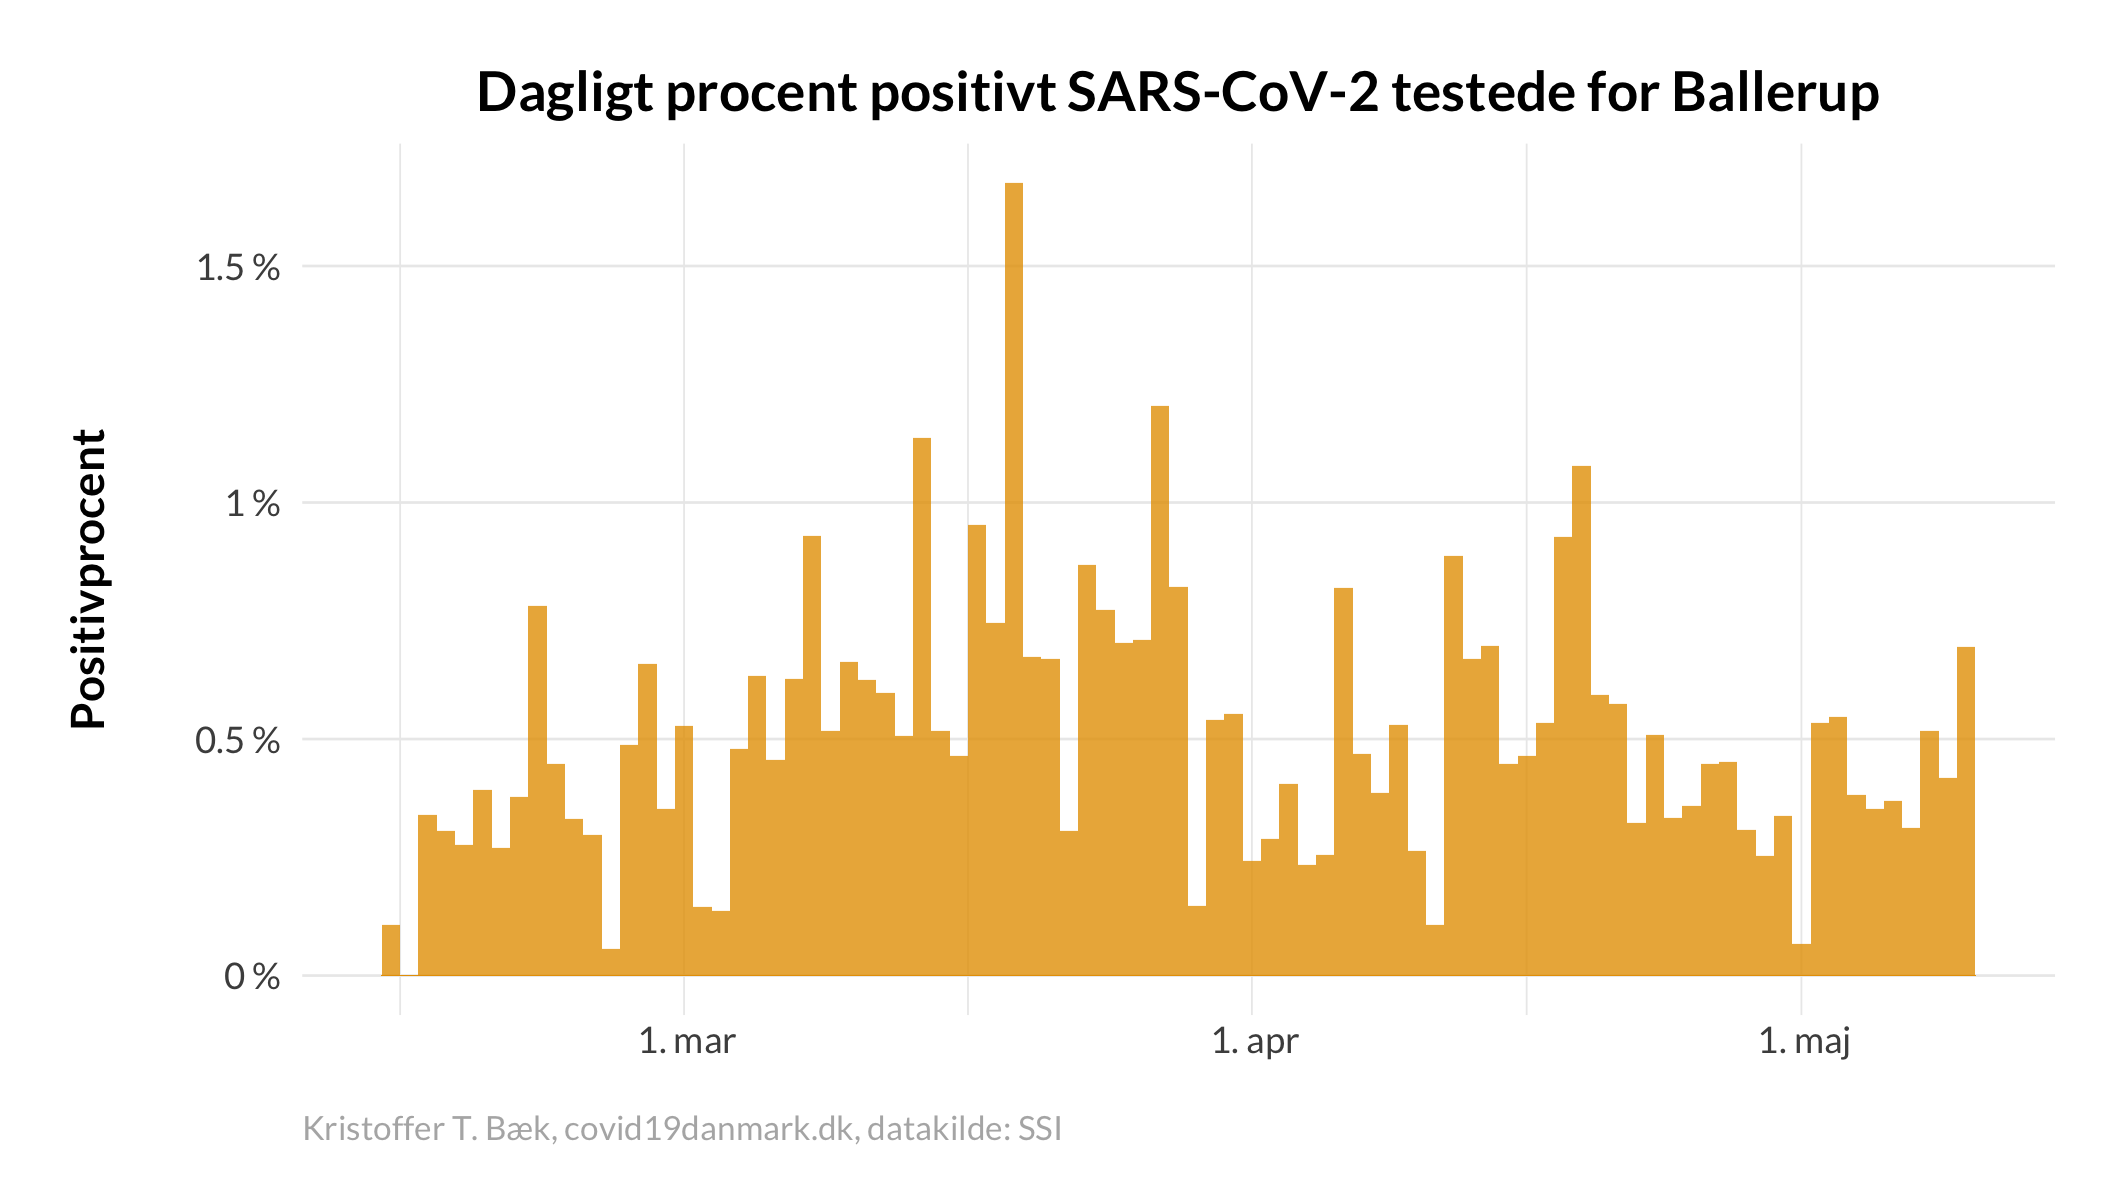 Dagligt procent positivt SARS-CoV-2 testede for Ballerup
Positivprocent
1.5 %
1 %
0.5 %
0 %
1. mar
1. apr
1. maj
Kristoffer T. Bæk, covid19danmark.dk, datakilde: SSI